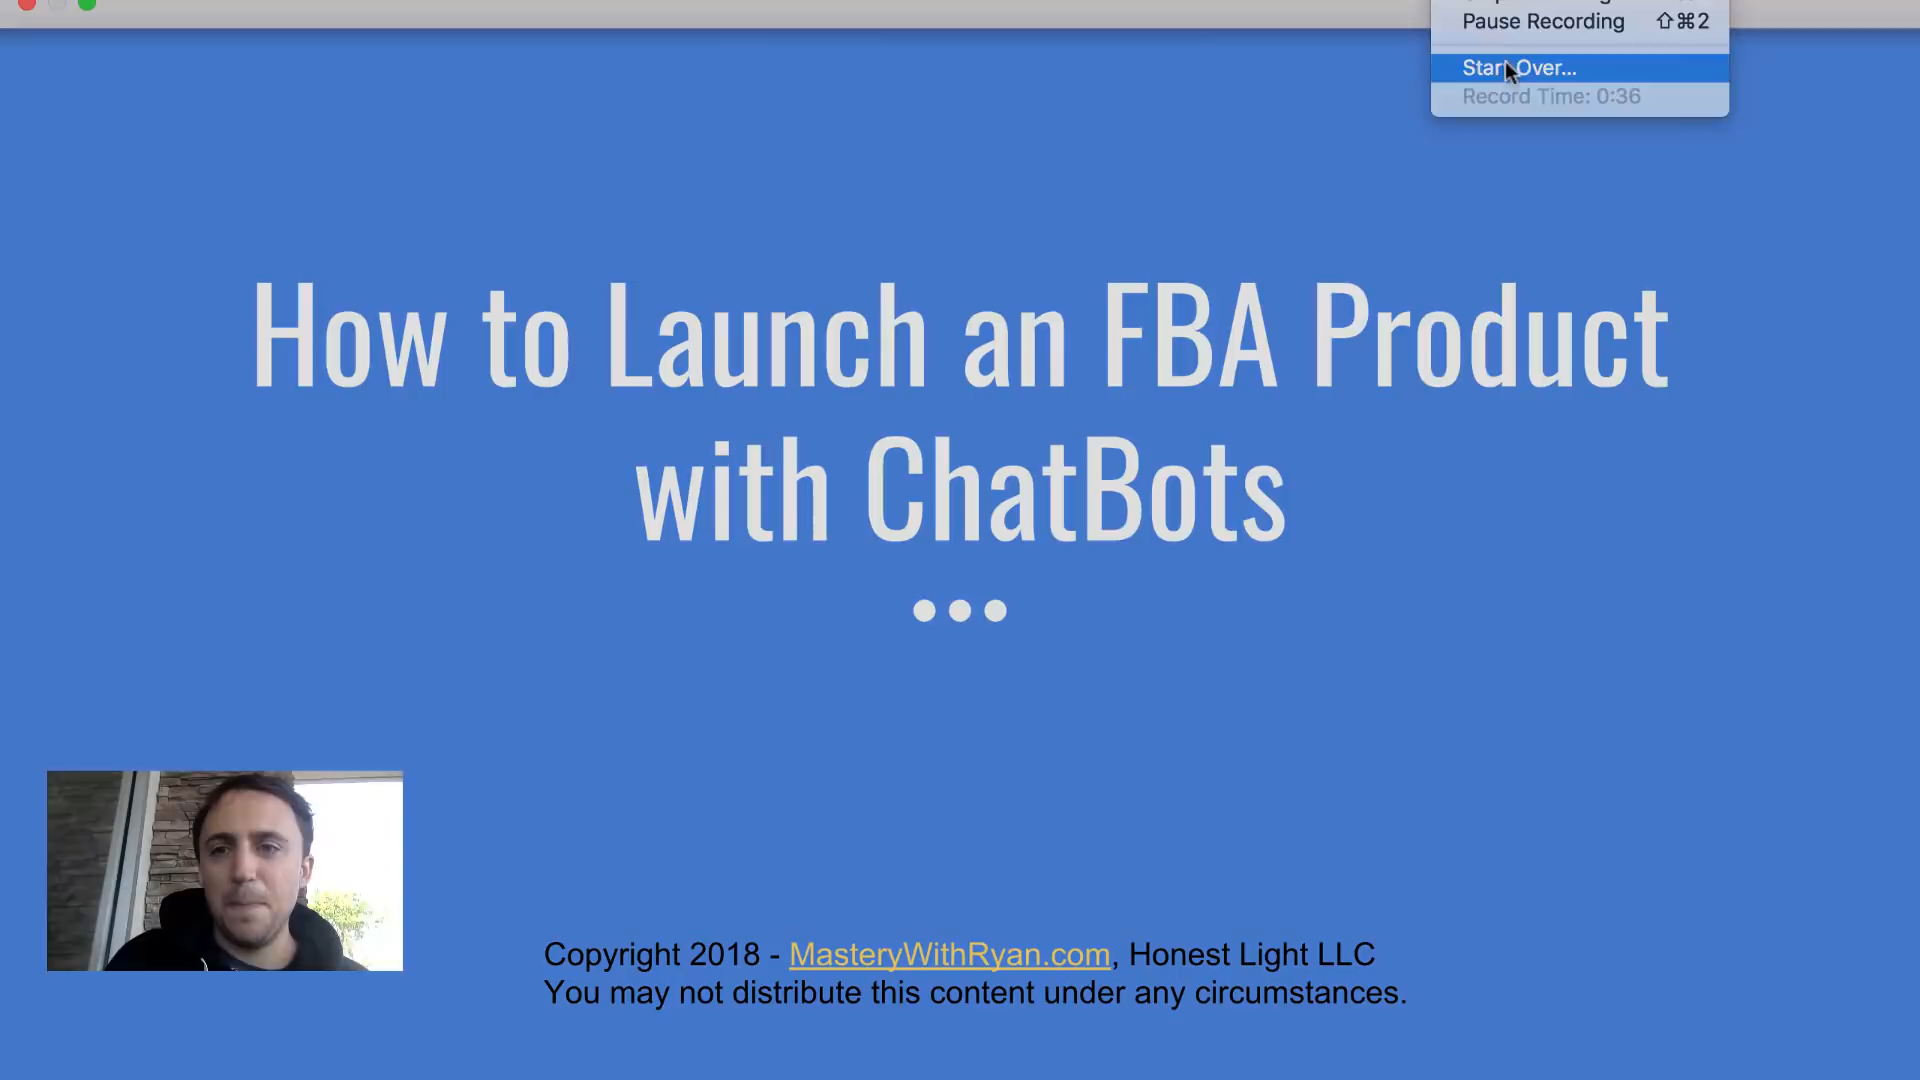 Pause Recording ⇧⌘2
Start Over...
Record Time: 0:36
How to Launch an FBA Product
with ChatBots
Copyright 2018 - MasteryWithRyan.com, Honest Light LLC
You may not distribute this content under any circumstances.